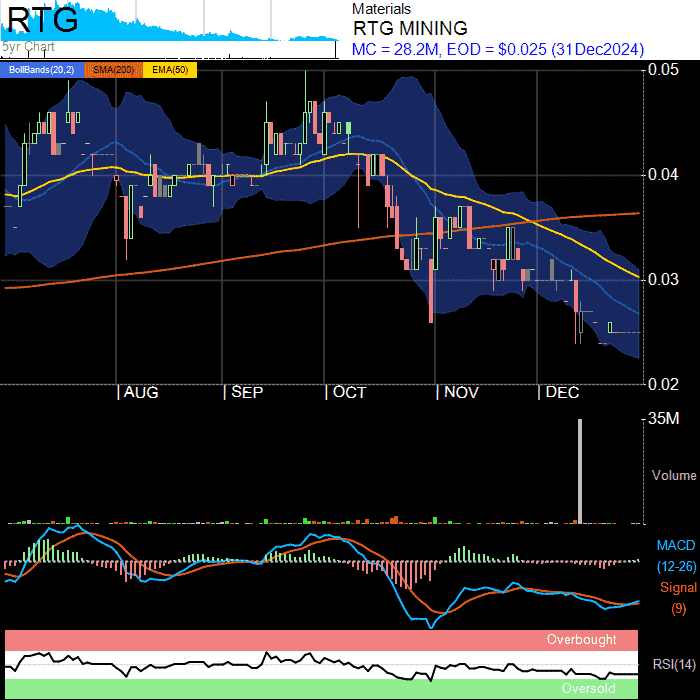 RTG
5yr Chart
Materials
RTG MINING
MC = 28.2M, EOD = $0.025 (31Dec2024)
BollBands(20,2) SMA(200) EMA(50)
0.05
0.04
0.03
0.02
AUG SEP OCT NOV DEC
35M
Volume
MACD
(12-26)
Signal
(9)
Overbought
RSI(14)
Oversold